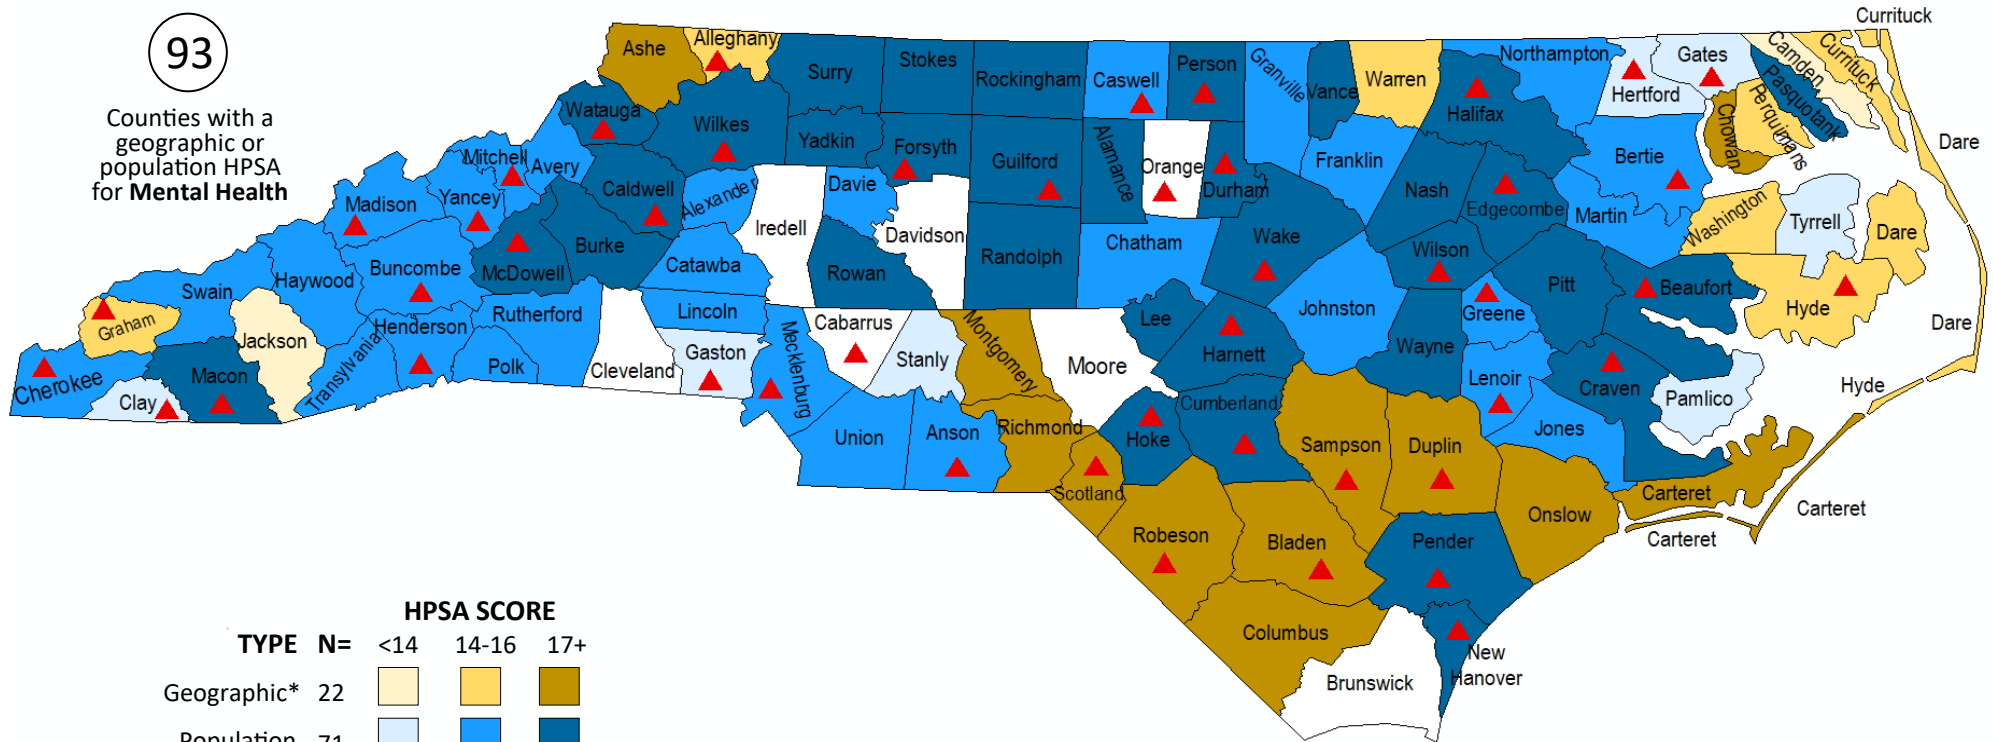 93
Counties with a
geographic or
population HPSA
for Mental Health
Currituck
Ashe
Alleghany
Surry
Stokes
Rockingham
Caswell
Person
Granville
Vance
Warren
Northampton
Gates
Hertford
Camden
Currituck
Pasquotank
Perquimans
Chowan
Halifax
Watauga
Wilkes
Yadkin
Forsyth
Guilford
Alamance
Orange
Durham
Franklin
Nash
Edgecombe
Bertie
Martin
Dare
Mitchell
Avery
Caldwell
Alexander
Davie
Iredell
Davidson
Madison
Yancey
McDowell
Burke
Catawba
Rowan
Randolph
Chatham
Wake
Wilson
Pitt
Beaufort
Washington
Tyrrell
Dare
Hyde
Swain
Haywood
Buncombe
Graham
Jackson
Rutherford
Lincoln
Cabarrus
Stanly
Montgomery
Moore
Lee
Harnett
Johnston
Greene
Wayne
Lenoir
Craven
Pamlico
Dare
Hyde
Cherokee
Clay
Macon
Transylvania
Henderson
Polk
Cleveland
Gaston
Mecklenburg
Union
Anson
Richmond
Scotland
Hoke
Cumberland
Sampson
Duplin
Jones
Carteret
Carteret
Carteret
Onslow
Robeson
Bladen
Pender
Columbus
Brunswick
New
Hanover
HPSA SCORE
TYPE N= <14 14-16 17+
Geographic* 22
Population 71